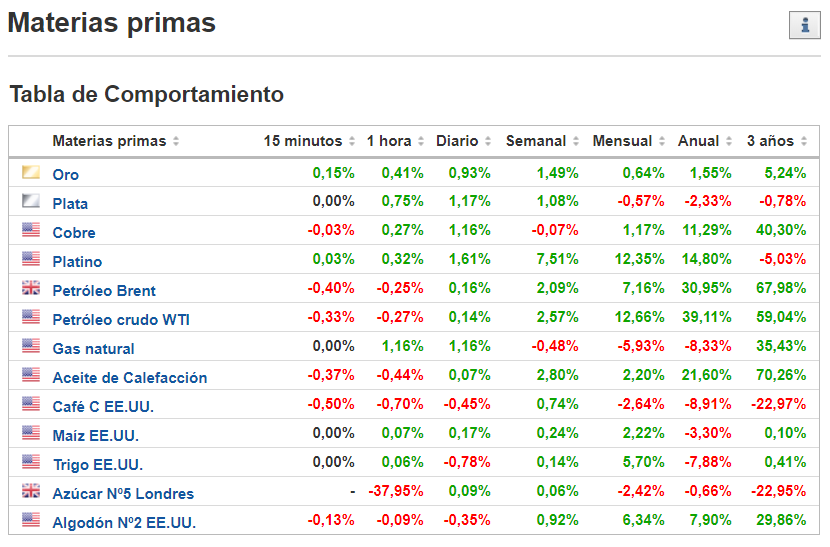 Materias primas
Tabla de Comportamiento
Materias primas 15 minutos 1 hora Diario Semanal Mensual Anual 3 años
Oro 0,15% 0,41% 0,93% 1,49% 0,64% 1,55% 5,24%
Plata 0,00% 0,75% 1,17% 1,08% -0,57% -2,33% -0,78%
Cobre -0,03% 0,27% 1,16% -0,07% 1,17% 11,29% 40,30%
Platino 0,03% 0,32% 1,61% 7,51% 12,35% 14,80% -5,03%
Petróleo Brent -0,40% -0,25% 0,16% 2,09% 7,16% 30,95% 67,98%
Petróleo crudo WTI -0,33% -0,27% 0,14% 2,57% 12,66% 39,11% 59,04%
Gas natural 0,00% 1,16% 1,16% -0,48% -5,93% -8,33% 35,43%
Aceite de Calefacción -0,37% -0,44% 0,07% 2,80% 2,20% 21,60% 70,26%
Café C EE.UU. -0,50% -0,70% -0,45% 0,74% -2,64% -8,91% -22,97%
Maíz EE.UU. 0,00% 0,07% 0,17% 0,24% 2,22% -3,30% 0,10%
Trigo EE.UU. 0,00% 0,06% -0,78% 0,14% 5,70% -7,88% 0,41%
Azúcar Nº5 Londres - -37,95% 0,09% 0,06% -2,42% -0,66% -22,95%
Algodón Nº2 EE.UU. -0,13% -0,09% -0,35% 0,92% 6,34% 7,90% 29,86%